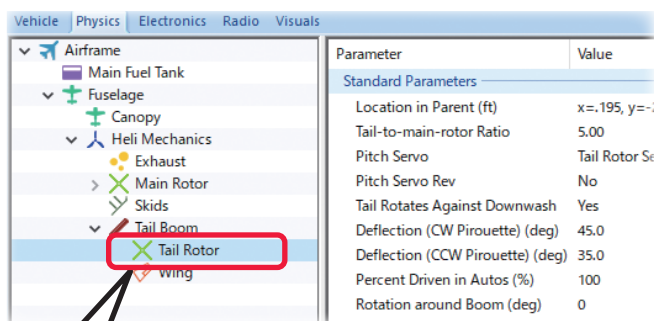 Vehicle Physics Electronics Radio Visuals
Airframe
Main Fuel Tank
Fuselage
Canopy
Heli Mechanics
Exhaust
Main Rotor
Skids
Tail Boom
Tail Rotor
Wing
Parameter Value
Standard Parameters
Location in Parent (ft) x=.195, y=-
Tail-to-main-rotor Ratio 5.00
Pitch Servo Tail Rotor Se
Pitch Servo Rev No
Tail Rotates Against Downwash Yes
Deflection (CW Pirouette) (deg) 45.0
Deflection (CCW Pirouette) (deg) 35.0
Percent Driven in Autos (%) 100
Rotation around Boom (deg) 0